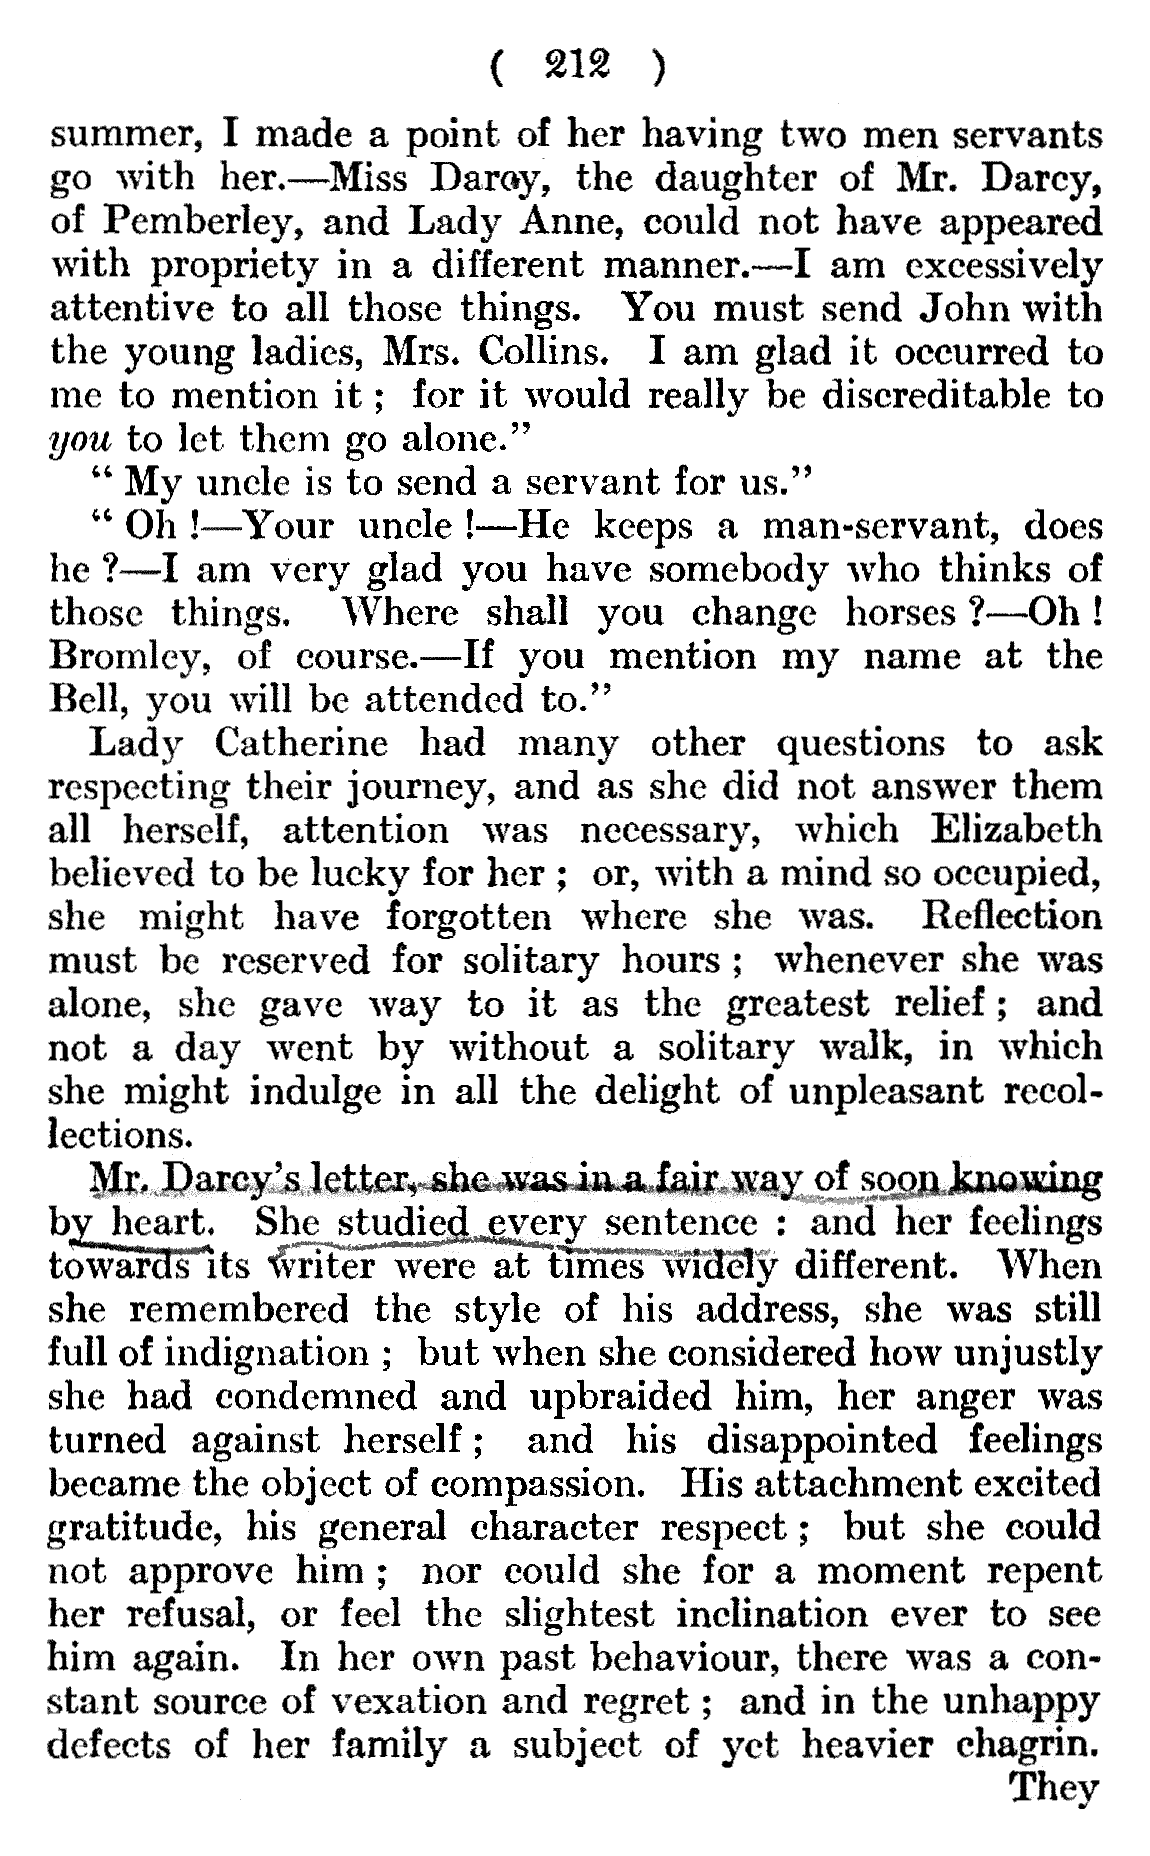 ( 212 )
summer, I made a point of her having two men servants
go with her.—Miss Darcy, the daughter of Mr. Darcy,
of Pemberley, and Lady Anne, could not have appeared
with propriety in a different manner.—I am excessively
attentive to all those things. You must send John with
the young ladies, Mrs. Collins. I am glad it occurred to
me to mention it ; for it would really be discreditable to
you to let them go alone.”
“ My uncle is to send a servant for us.”
“ Oh !—Your uncle !—He keeps a man-servant, does
he ?—I am very glad you have somebody who thinks of
those things. Where shall you change horses ?—Oh !
Bromley, of course.—If you mention my name at the
Bell, you will be attended to.”
Lady Catherine had many other questions to ask
respecting their journey, and as she did not answer them
all herself, attention was necessary, which Elizabeth
believed to be lucky for her ; or, with a mind so occupied,
she might have forgotten where she was. Reflection
must be reserved for solitary hours ; whenever she was
alone, she gave way to it as the greatest relief ; and
not a day went by without a solitary walk, in which
she might indulge in all the delight of unpleasant recol-
lections.
Mr. Darcy’s letter, she was in a fair way of soon knowing
by heart. She studied every sentence : and her feelings
towards its writer were at times widely different. When
she remembered the style of his address, she was still
full of indignation ; but when she considered how unjustly
she had condemned and upbraided him, her anger was
turned against herself ; and his disappointed feelings
became the object of compassion. His attachment excited
gratitude, his general character respect ; but she could
not approve him ; nor could she for a moment repent
her refusal, or feel the slightest inclination ever to see
him again. In her own past behaviour, there was a con-
stant source of vexation and regret ; and in the unhappy
defects of her family a subject of yet heavier chagrin.
They